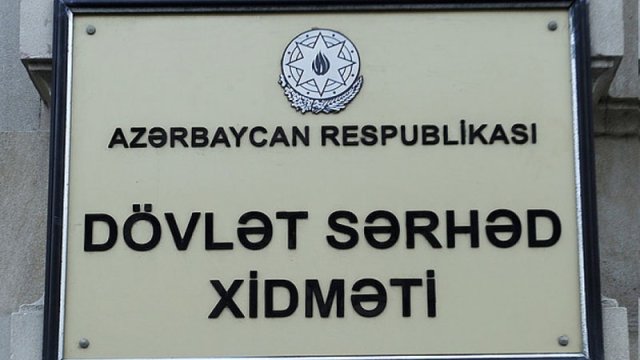 AZƏRBAYCAN RESPUBLİKASI
DÖVLƏT SƏRHƏD
XİDMƏTİ